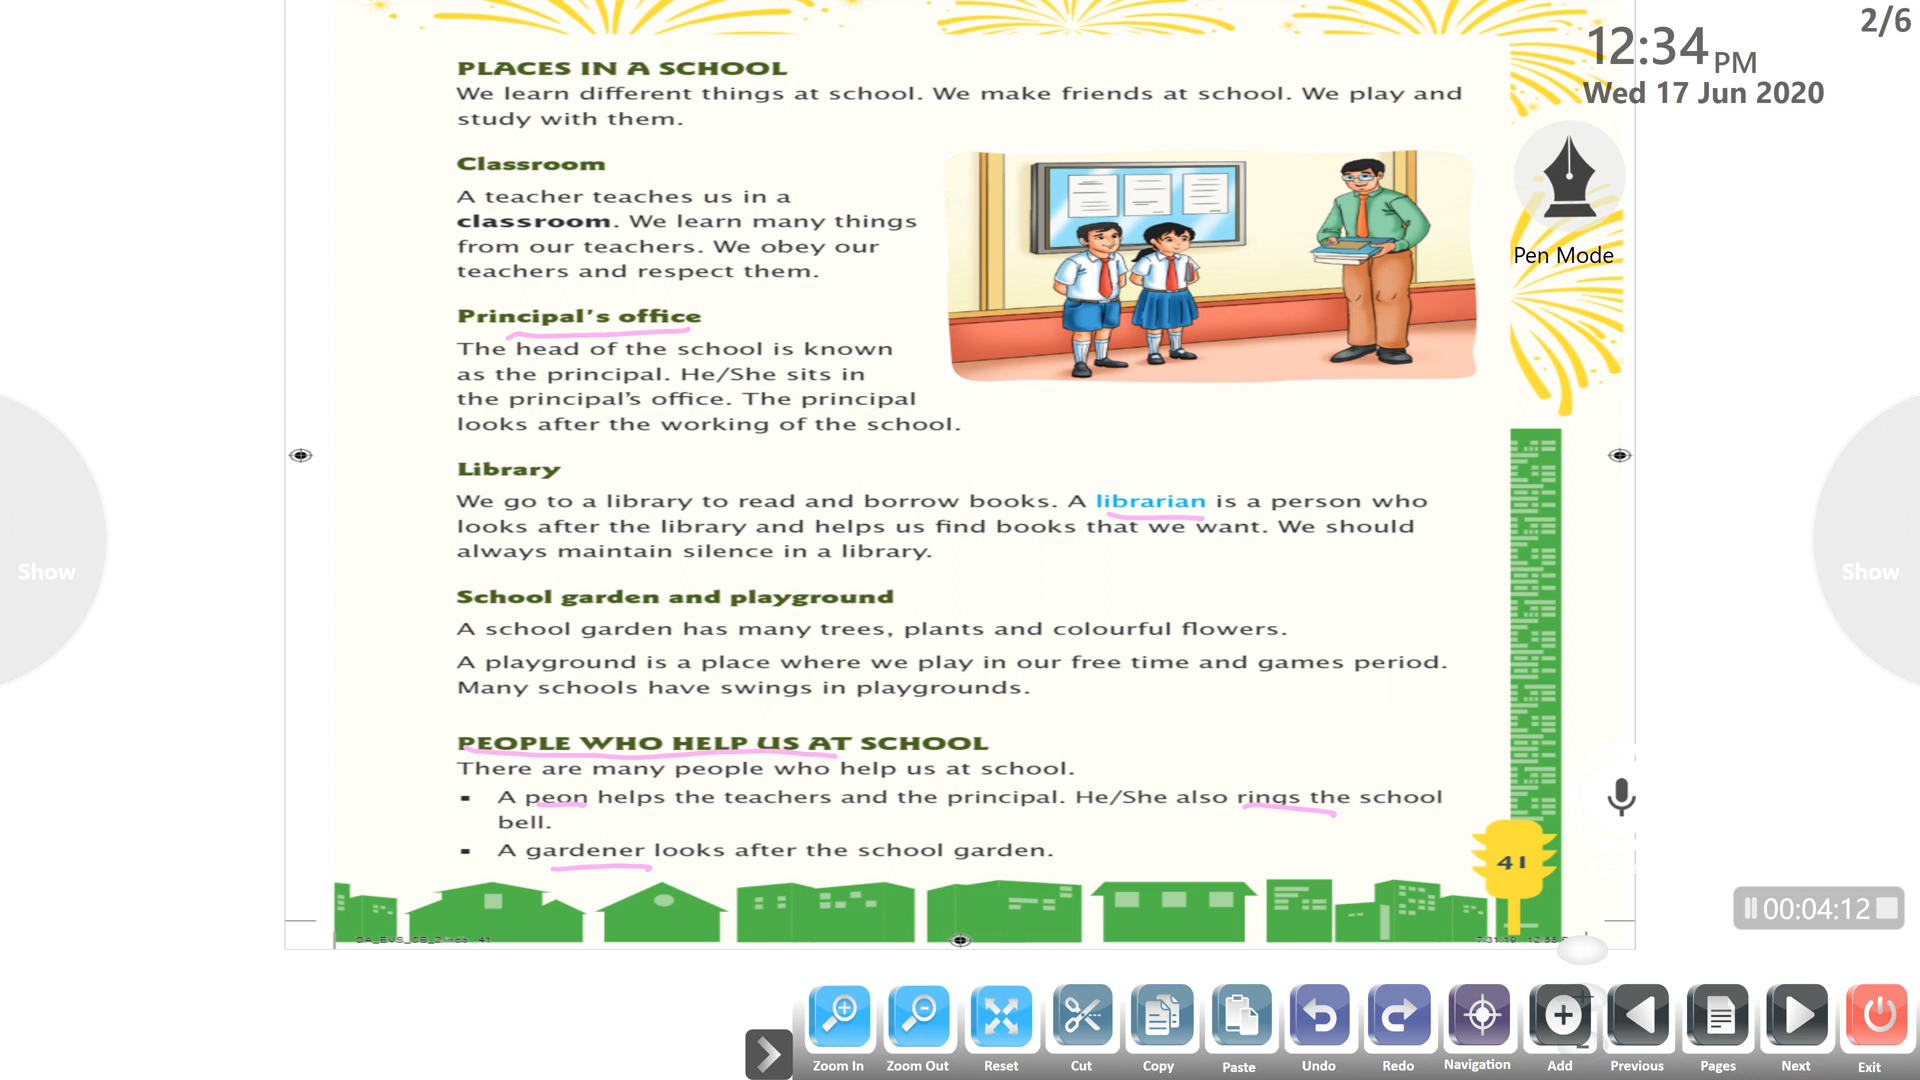 2/6
12:34 PM
Wed 17 Jun 2020
Pen Mode
PLACES IN A SCHOOL
We learn different things at school. We make friends at school. We play and
study with them.
Classroom
A teacher teaches us in a
classroom. We learn many things
from our teachers. We obey our
teachers and respect them.
Principal's office
The head of the school is known
as the principal. He/She sits in
the principal's office. The principal
looks after the working of the school.
Library
We go to a library to read and borrow books. A librarian is a person who
looks after the library and helps us find books that we want. We should
always maintain silence in a library.
School garden and playground
A school garden has many trees, plants and colourful flowers.
A playground is a place where we play in our free time and games period.
Many schools have swings in playgrounds.
PEOPLE WHO HELP US AT SCHOOL
There are many people who help us at school.
▪ A peon helps the teachers and the principal. He/She also rings the school
bell.
▪ A gardener looks after the school garden.
41
Show
Show
00:04:12
Zoom In Zoom Out Reset Cut Copy Paste Undo Redo Navigation Add Previous Pages Next Exit